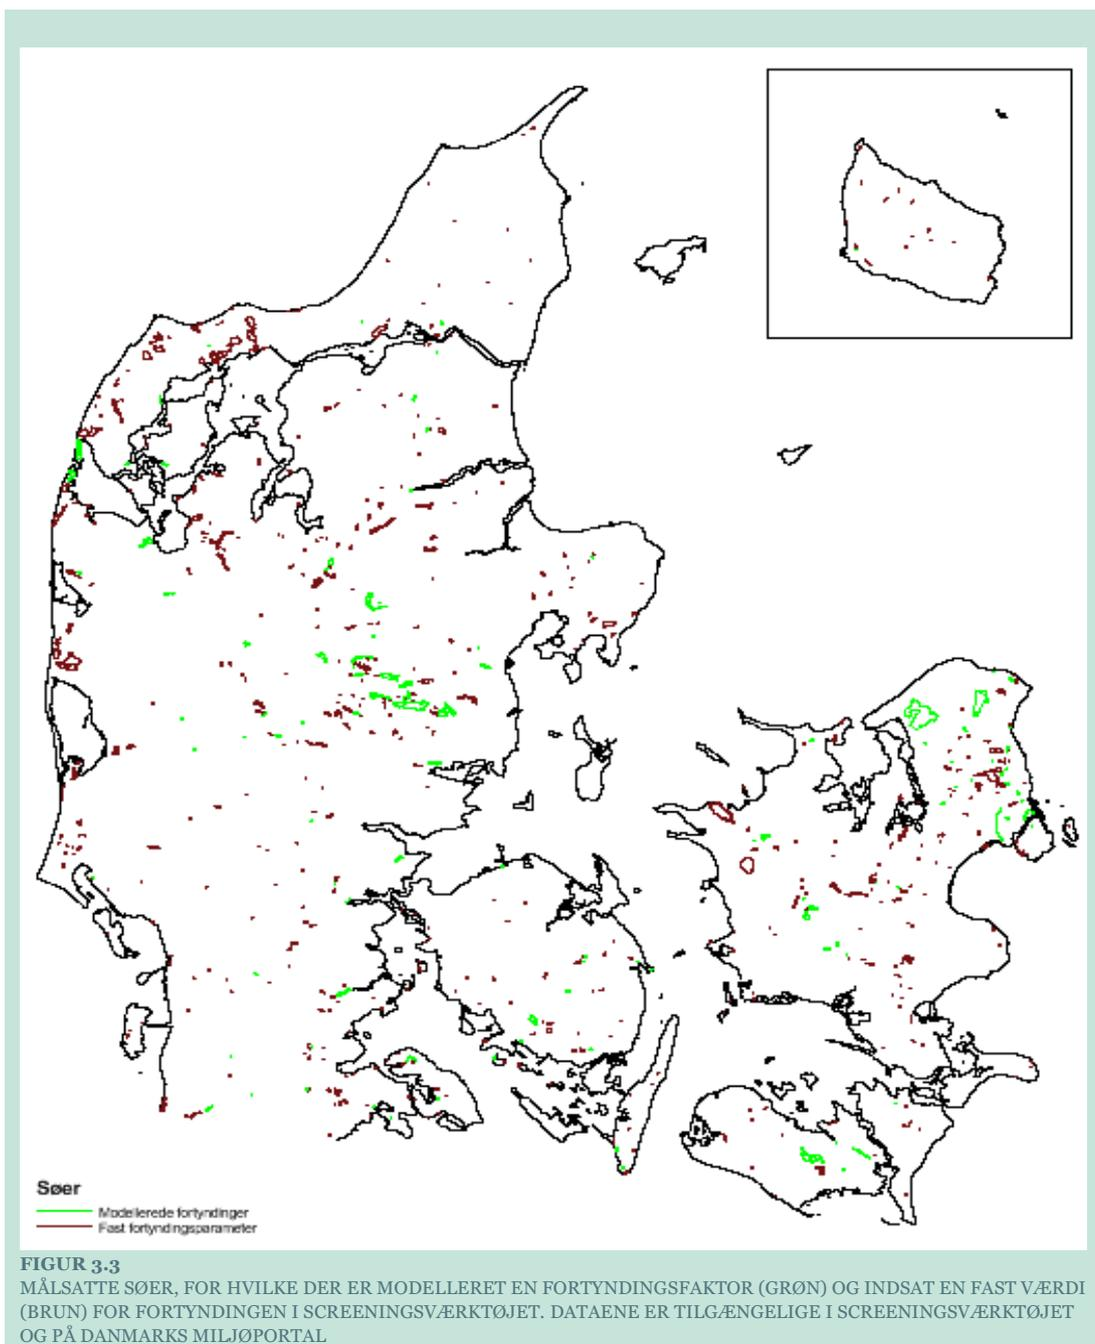 Søer
Modellerede fortyndinger
Fast fortyndingsparameter
FIGUR 3.3
MÅLSATTE SØER, FOR HVILKE DER ER MODELLERET EN FORTYNDINGSFAKTOR (GRØN) OG INDSAT EN FAST VÆRDI
(BRUN) FOR FORTYNDINGEN I SCREENINGSVÆRKTØJET. DATAENE ER TILGÆNGELIGE I SCREENINGSVÆRKTØJET
OG PÅ DANMARKS MILJØPORTAL